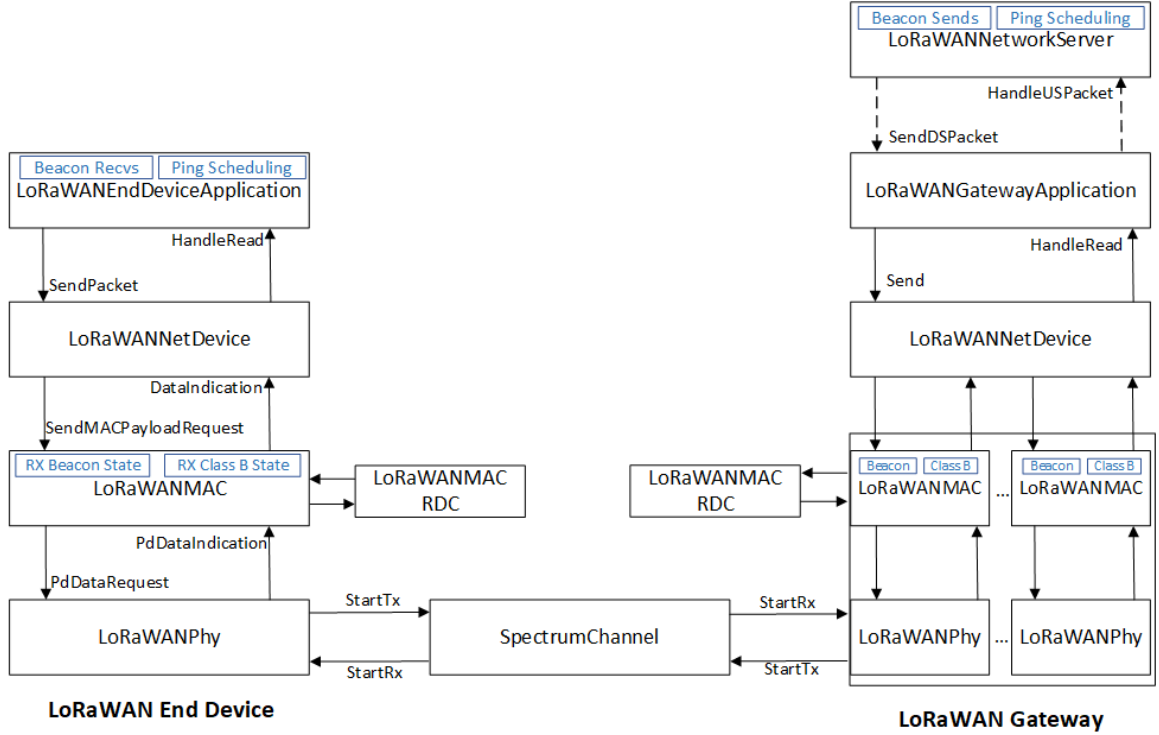 Beacon Sends Ping Scheduling
LoRaWANNetworkServer
HandleUSPacket
SendDSPacket
Beacon Recvs Ping Scheduling
LoRaWANEndDeviceApplication
LoRaWANGatewayApplication
HandleRead
HandleRead
SendPacket
Send
LoRaWANNetDevice
LoRaWANNetDevice
DataIndication
SendMACPayloadRequest
RX Beacon State RX Class B State
LoRaWANMAC
LoRaWANMAC
RDC
LoRaWANMAC
RDC
Beacon Class B
LoRaWANMAC
...
Beacon Class B
LoRaWANMAC
PdDataIndication
PdDataRequest
LoRaWANPhy
StartTx
StartRx
SpectrumChannel
StartRx
StartTx
LoRaWANPhy
...
LoRaWANPhy
LoRaWAN End Device
LoRaWAN Gateway